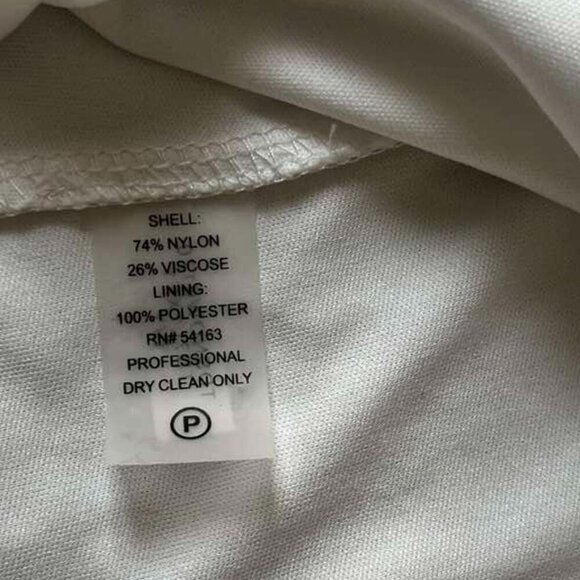 SHELL:
74% NYLON
26% VISCOSE
LINING:
100% POLYESTER
RN# 54163
PROFESSIONAL
DRY CLEAN ONLY
P